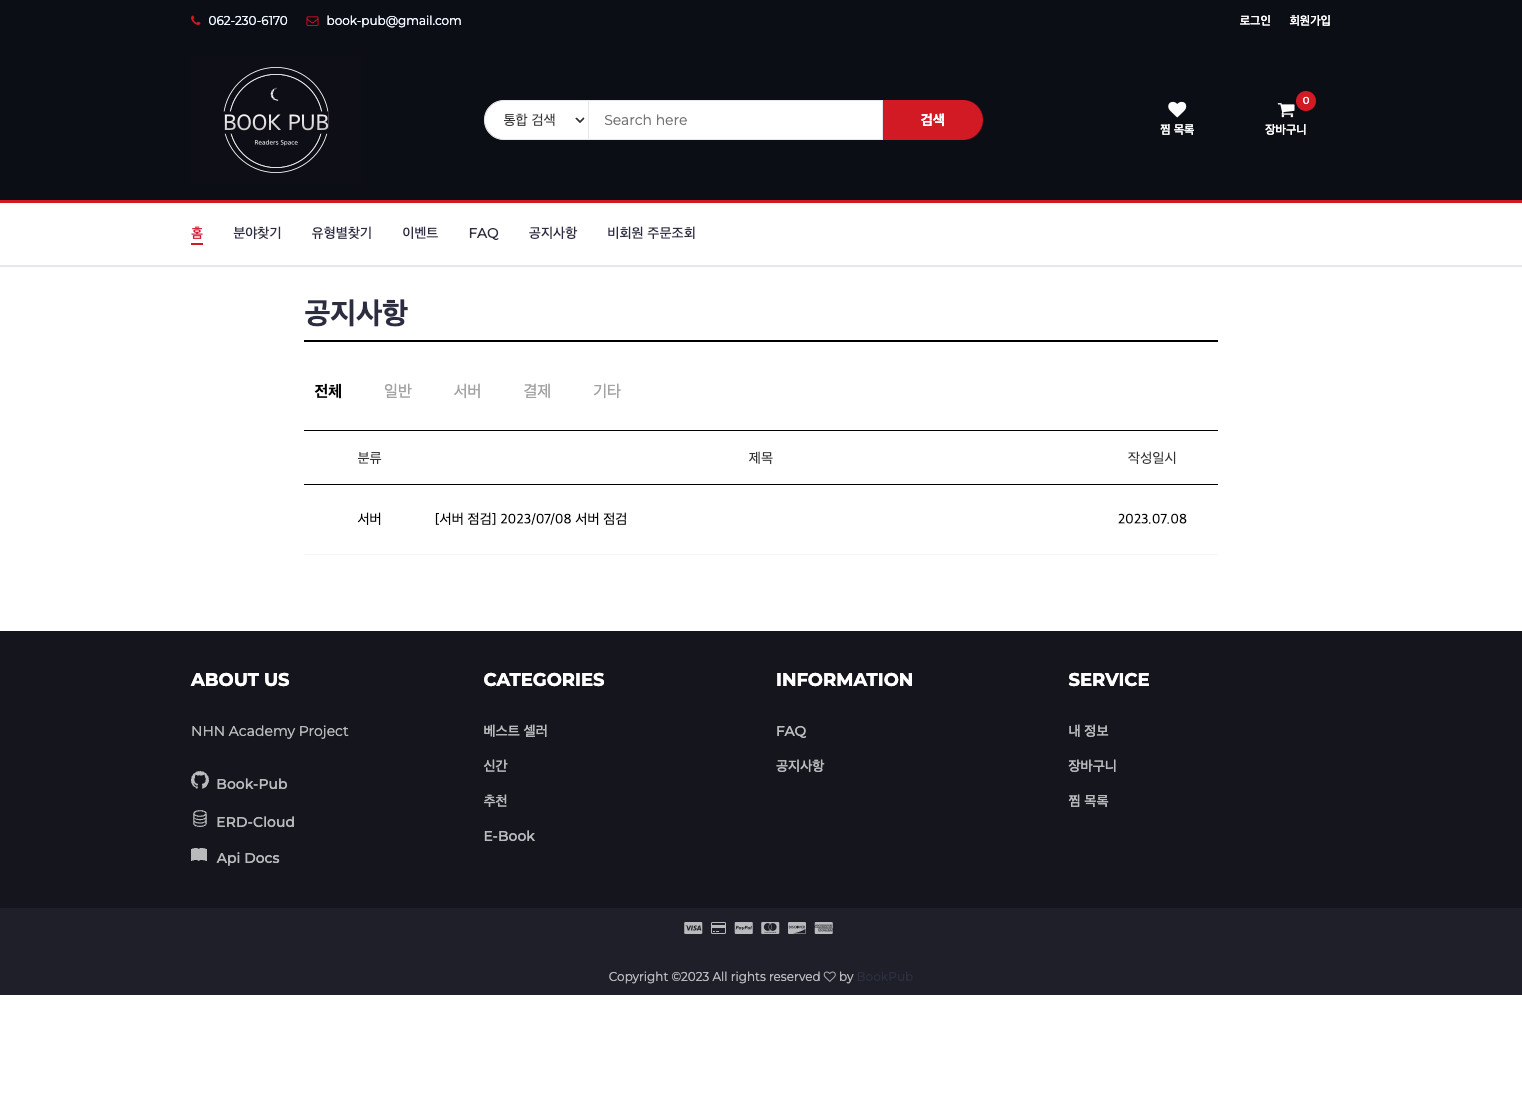 062-230-6170 book-pub@gmail.com 로그인 회원가입
BOOK PUB
Readers Space
통합 검색 Search here 검색
찜 목록
0
장바구니
홈 분야찾기 유형별찾기 이벤트 FAQ 공지사항 비회원 주문조회
공지사항
전체 일반 서버 결제 기타
분류 제목 작성일시
서버 [서버 점검] 2023/07/08 서버 점검 2023.07.08
ABOUT US
NHN Academy Project
Book-Pub
ERD-Cloud
Api Docs
CATEGORIES
베스트 셀러
신간
추천
E-Book
INFORMATION
FAQ
공지사항
SERVICE
내 정보
장바구니
찜 목록
VISA PayPal
Copyright ©2023 All rights reserved ♡ by BookPub